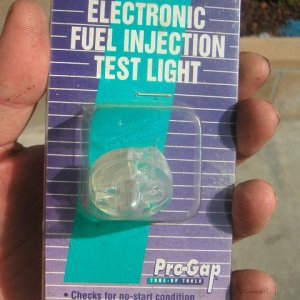 ELECTRONIC
FUEL INJECTION
TEST LIGHT
Pro-Gap
TUNE-UP TOOLS
• Checks for no-start condition